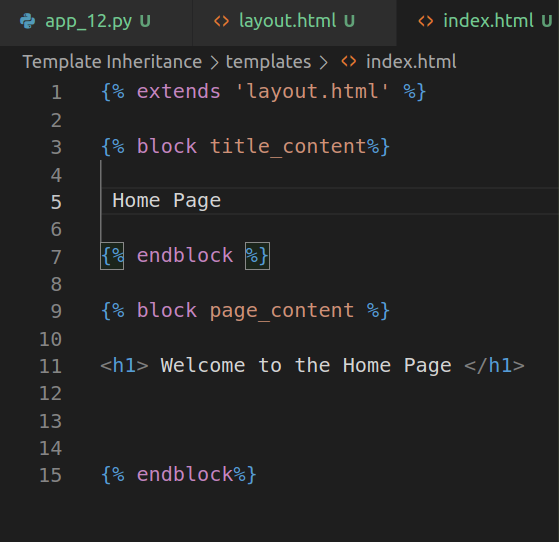 app_12.py U <> layout.html U <> index.html U
Template Inheritance > templates > <> index.html
1 {% extends 'layout.html' %}
2
3 {% block title_content%}
4
5 Home Page
6
7 {% endblock %}
8
9 {% block page_content %}
10
11 <h1> Welcome to the Home Page </h1>
12
13
14
15 {% endblock%}